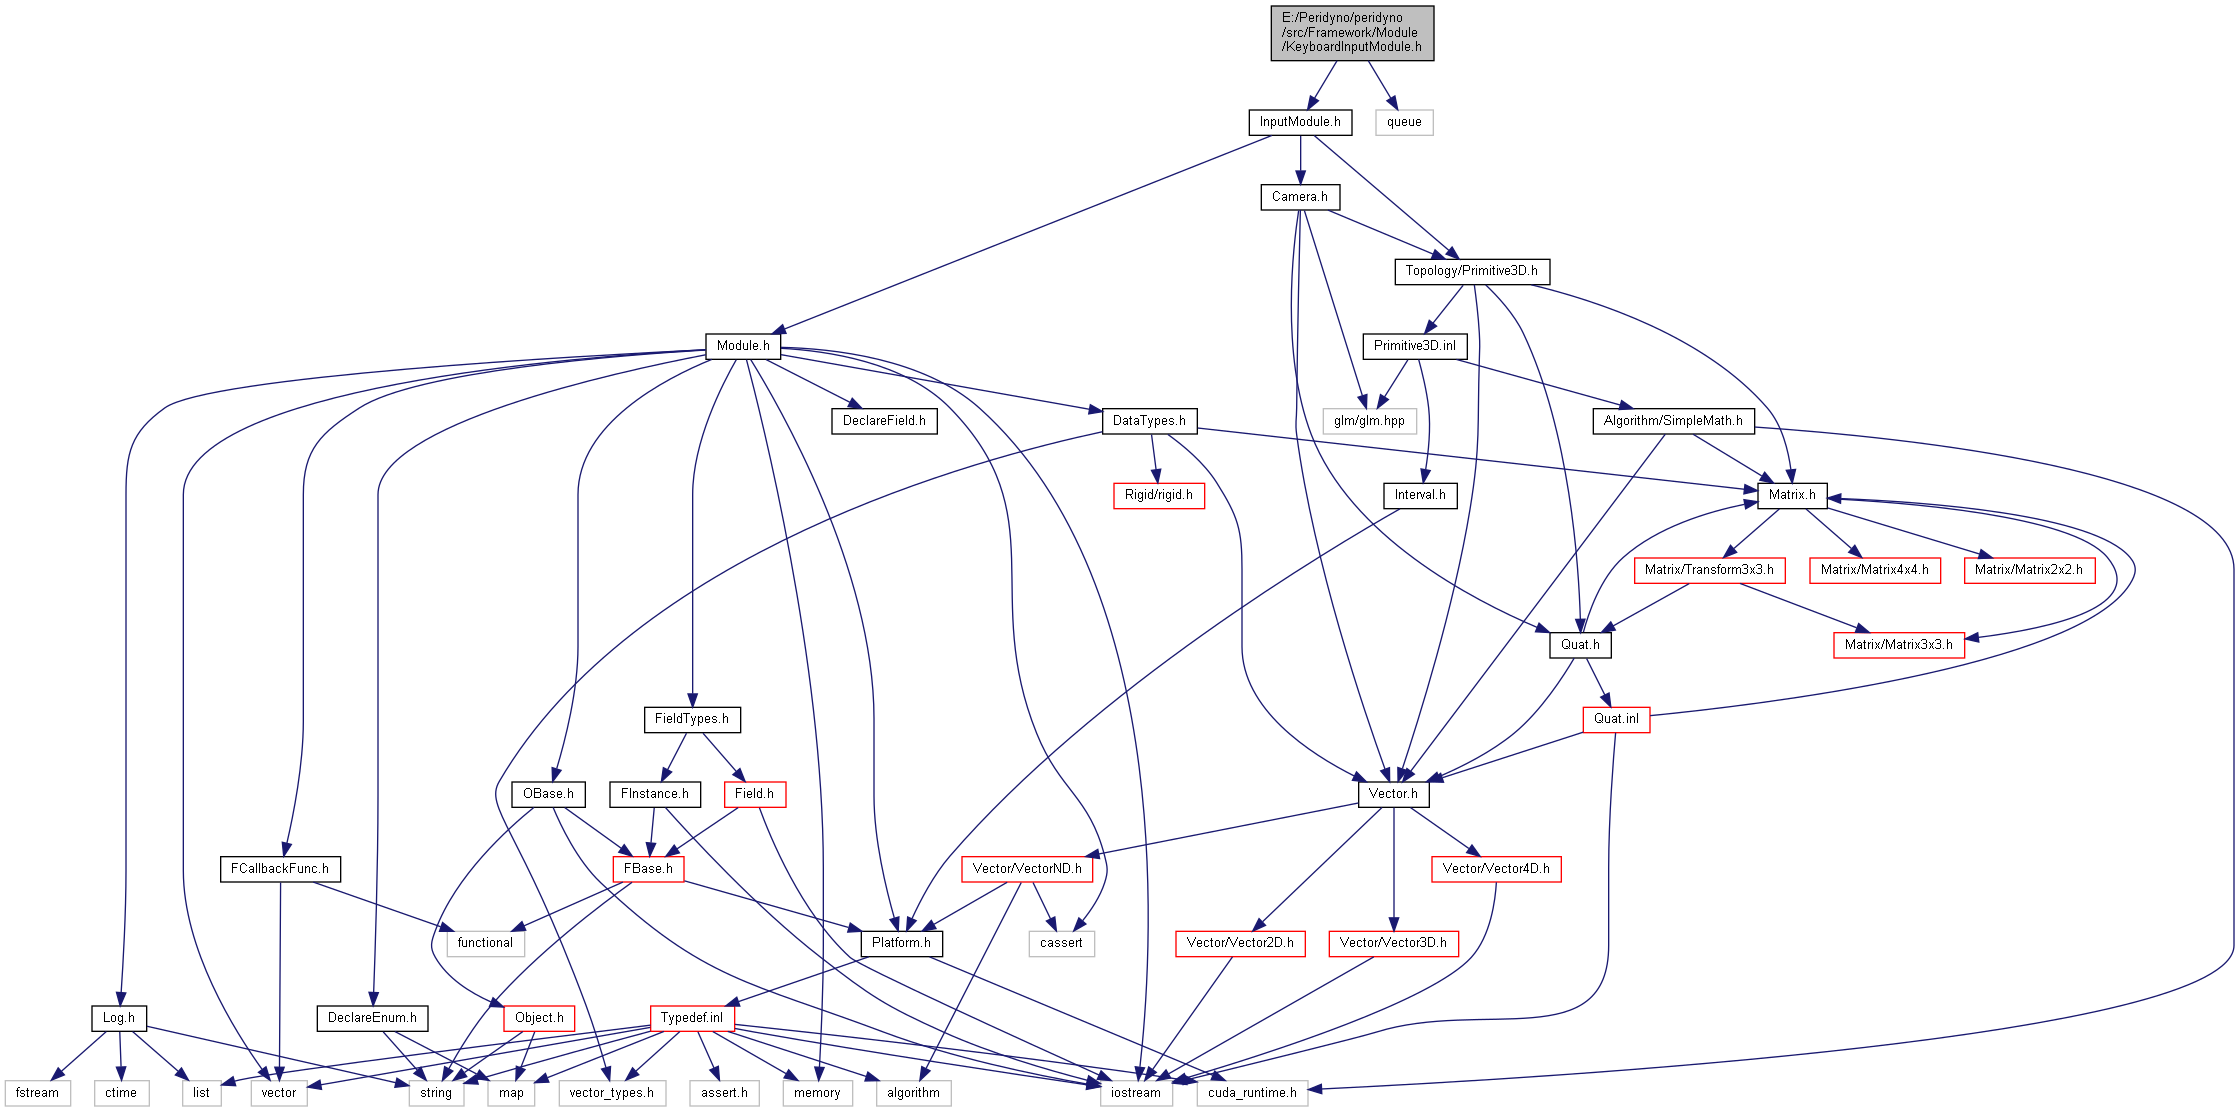 E:/Peridyno/peridyno
/src/Framework/Module
/KeyboardInputModule.h
InputModule.h
queue
Camera.h
Topology/Primitive3D.h
Module.h
Primitive3D.inl
DeclareField.h
DataTypes.h
glm/glm.hpp
Algorithm/SimpleMath.h
Rigid/rigid.h
Interval.h
Matrix.h
Matrix/Transform3x3.h
Matrix/Matrix4x4.h
Matrix/Matrix2x2.h
Quat.h
Matrix/Matrix3x3.h
FieldTypes.h
Quat.inl
OBase.h
FInstance.h
Field.h
Vector.h
FCallbackFunc.h
FBase.h
Vector/VectorND.h
Vector/Vector4D.h
functional
Platform.h
cassert
Vector/Vector2D.h
Vector/Vector3D.h
Log.h
DeclareEnum.h
Object.h
Typedef.inl
fstream
ctime
list
vector
string
map
vector_types.h
assert.h
memory
algorithm
iostream
cuda_runtime.h